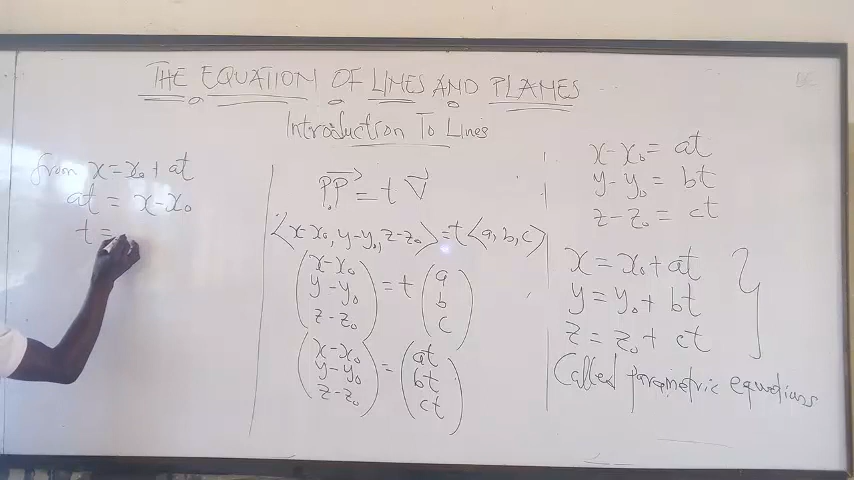 THE EQUATION OF LINES AND PLANES
Introduction To Lines
from x = x₀ + at
at = x-x₀
t =
P₀P = t V
<x-x₀, y-y₀, z-z₀> = t<a, b, c>
(x-x₀
y-y₀
z-z₀) = t (a
b
c)
(x-x₀
y-y₀
z-z₀) = (at
bt
ct)
x-x₀ = at
y-y₀ = bt
z-z₀ = ct
x = x₀ + at
y = y₀ + bt
z = z₀ + ct
Called parametric equations